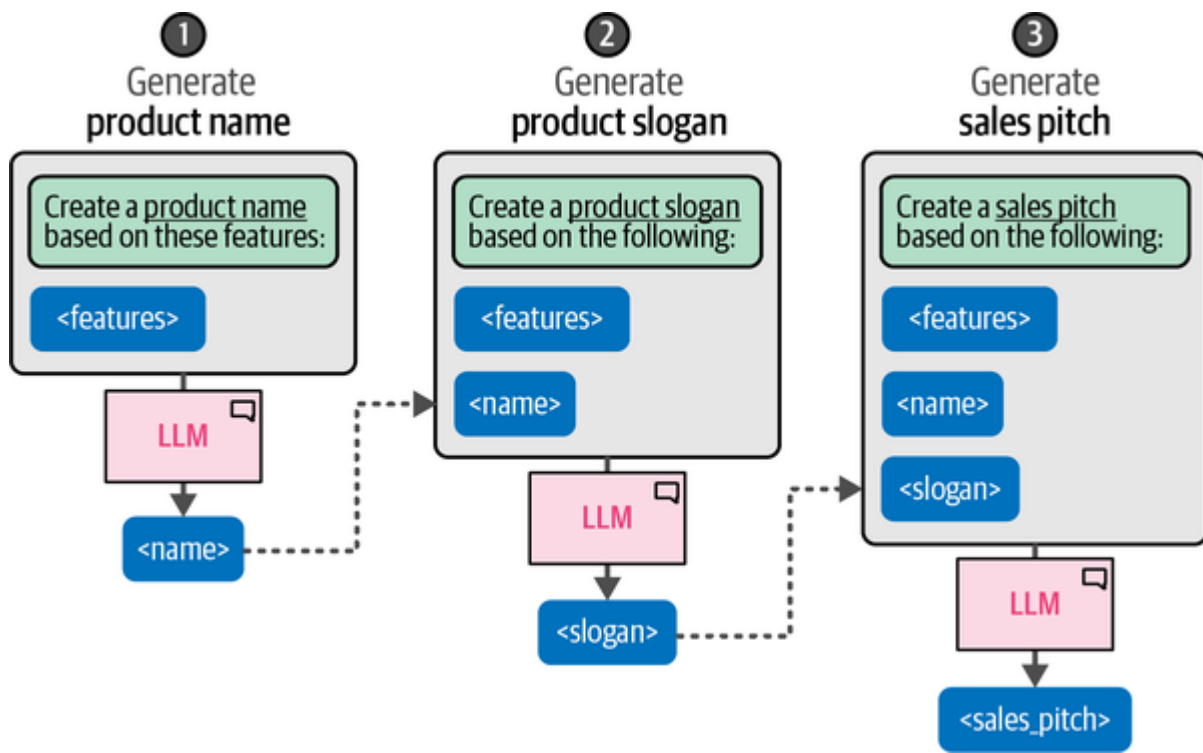 1
Generate
product name
Create a product name
based on these features:
<features>
LLM
<name>
2
Generate
product slogan
Create a product slogan
based on the following:
<features>
<name>
LLM
<slogan>
3
Generate
sales pitch
Create a sales pitch
based on the following:
<features>
<name>
<slogan>
LLM
<sales_pitch>